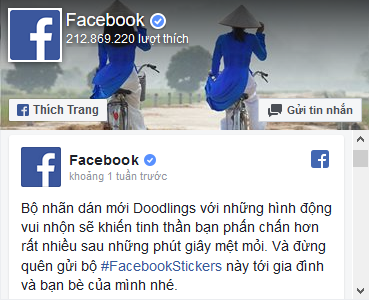 Facebook
212.869.220 lượt thích
Thích Trang
Gửi tin nhắn
Facebook
khoảng 1 tuần trước
Bộ nhãn dán mới Doodlings với những hình động
vui nhộn sẽ khiến tinh thần bạn phấn chấn hơn
rất nhiều sau những phút giây mệt mỏi. Và đừng
quên gửi bộ #FacebookStickers này tới gia đình
và bạn bè của mình nhé.